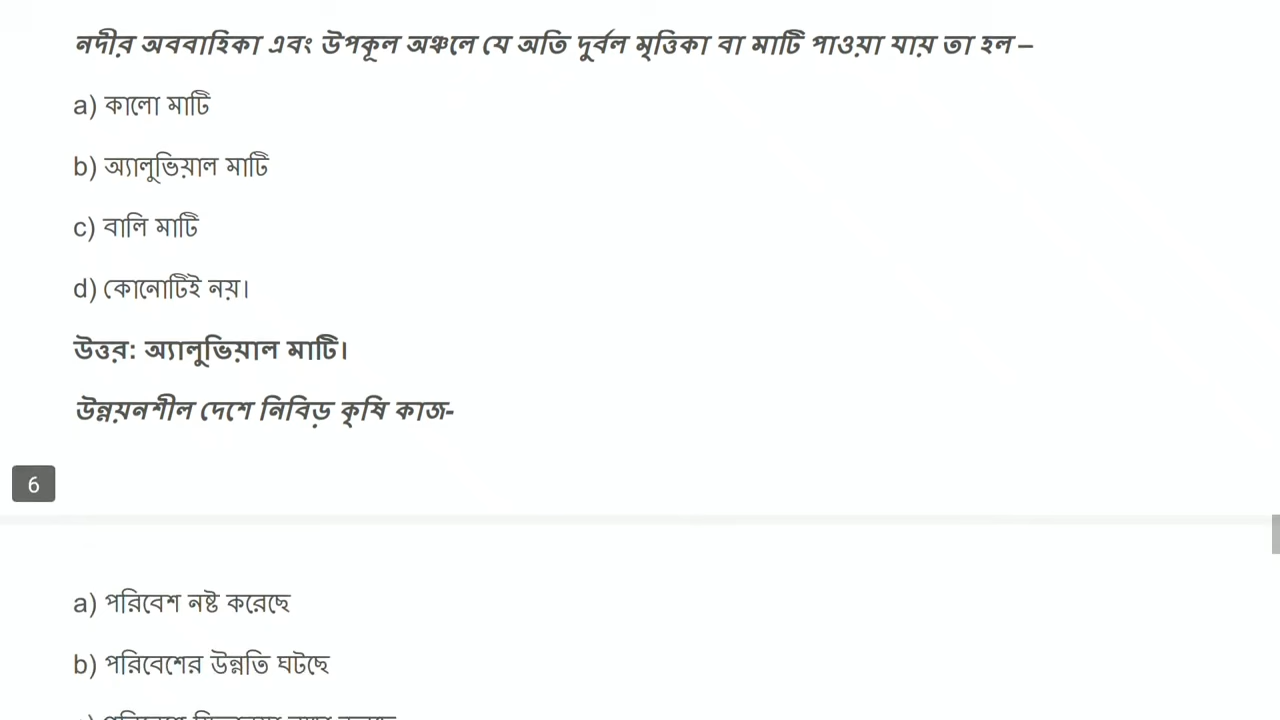 নদীর অববাহিকা এবং উপকূল অঞ্চলে যে অতি দুর্বল মৃত্তিকা বা মাটি পাওয়া যায় তা হল –
a) কালো মাটি
b) অ্যালুভিয়াল মাটি
c) বালি মাটি
d) কোনোটিই নয়।
উত্তর: অ্যালুভিয়াল মাটি।
উন্নয়নশীল দেশে নিবিড় কৃষি কাজ-
6
a) পরিবেশ নষ্ট করেছে
b) পরিবেশের উন্নতি ঘটছে